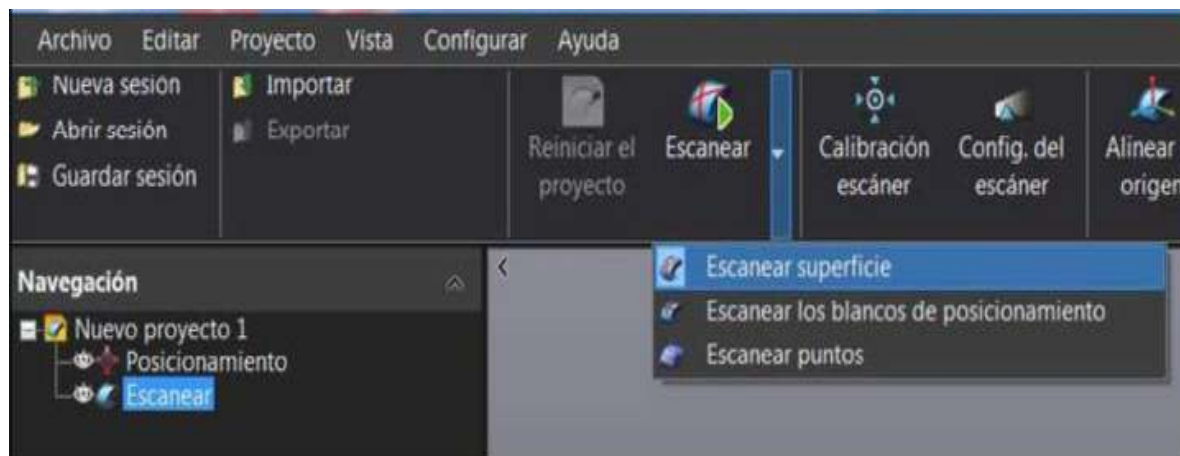 Archivo Editar Proyecto Vista Configurar Ayuda
Nueva sesión
Abrir sesión
Guardar sesión
Importar
Exportar
Reiniciar el
proyecto
Escanear
Calibración
escáner
Config. del
escáner
Alinear
origen
Navegación
Nuevo proyecto 1
Posicionamiento
Escanear
Escanear superficie
Escanear los blancos de posicionamiento
Escanear puntos